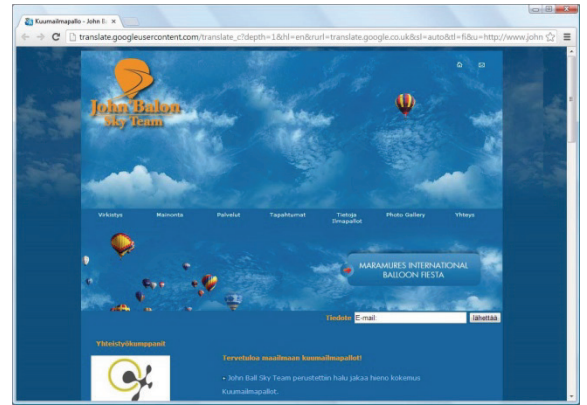 Kuumailmapallo - John B
translate.googleusercontent.com/translate_c?depth=1&hl=en&rurl=translate.google.co.uk&sl=auto&tl=fi&u=http://www.john
John Balon
Sky Team
Virkistys Mainonta Palvelut Tapahtumat Tietoja Ilmapallot Photo Gallery Yhteys
MARAMURES INTERNATIONAL
BALLOON FIESTA
Tiedote E-mail lähettää
Yhteistyökumppanit
Tervetuloa maailmaan kuumailmapallot!
• John Ball Sky Team perustettiin halu jakaa hieno kokemus
Kuumailmapallot.